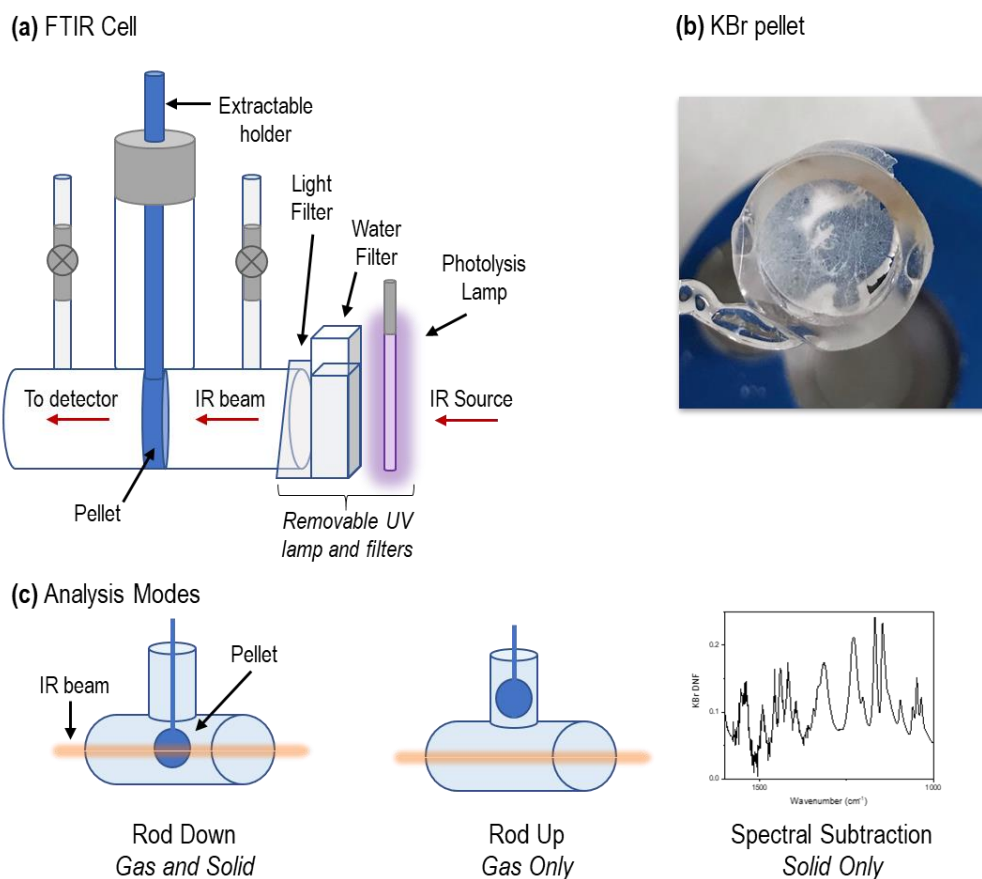 (a) FTIR Cell
(b) KBr pellet
Extractable
holder
Light
Filter
Water
Filter
Photolysis
Lamp
To detector
IR beam
IR Source
Pellet
Removable UV
lamp and filters
(c) Analysis Modes
Pellet
IR beam
0.2
0.1
0.0
KBr DNF
1500
1000
Wavenumber (cm⁻¹)
Rod Down
Gas and Solid
Rod Up
Gas Only
Spectral Subtraction
Solid Only